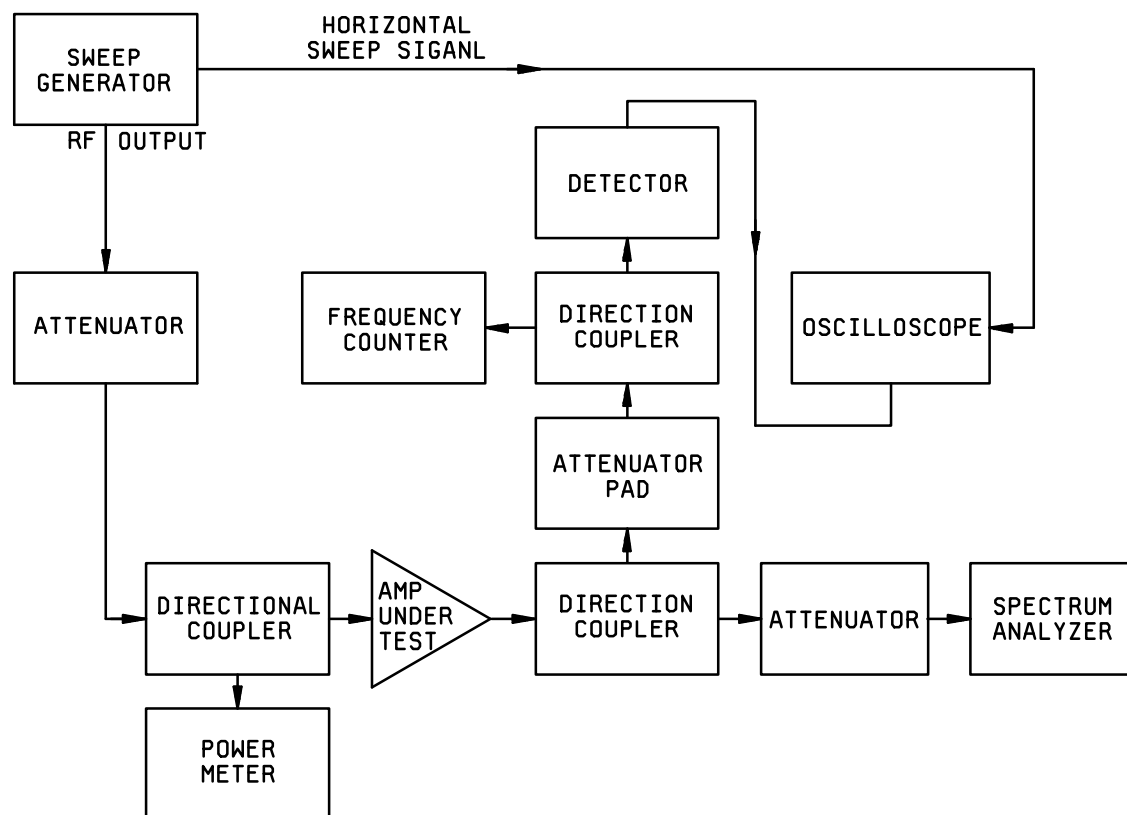 HORIZONTAL
SWEEP SIGANL
SWEEP
GENERATOR
RF OUTPUT
DETECTOR
ATTENUATOR
FREQUENCY
COUNTER
DIRECTION
COUPLER
OSCILLOSCOPE
ATTENUATOR
PAD
DIRECTIONAL
COUPLER
AMP
UNDER
TEST
DIRECTION
COUPLER
ATTENUATOR
SPECTRUM
ANALYZER
POWER
METER